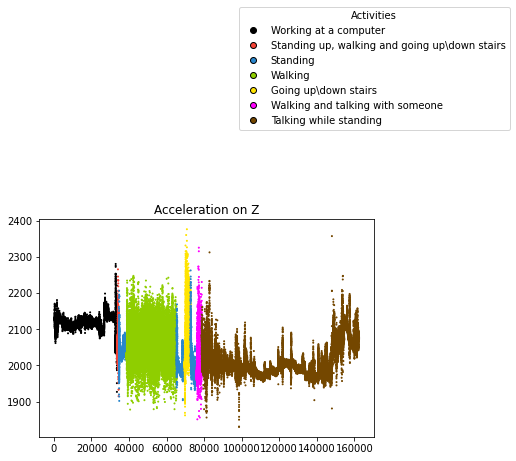 Activities
Working at a computer
Standing up, walking and going up\down stairs
Standing
Walking
Going up\down stairs
Walking and talking with someone
Talking while standing
Acceleration on Z
2400
2300
2200
2100
2000
1900
0 20000 40000 60000 80000 100000 120000 140000 160000